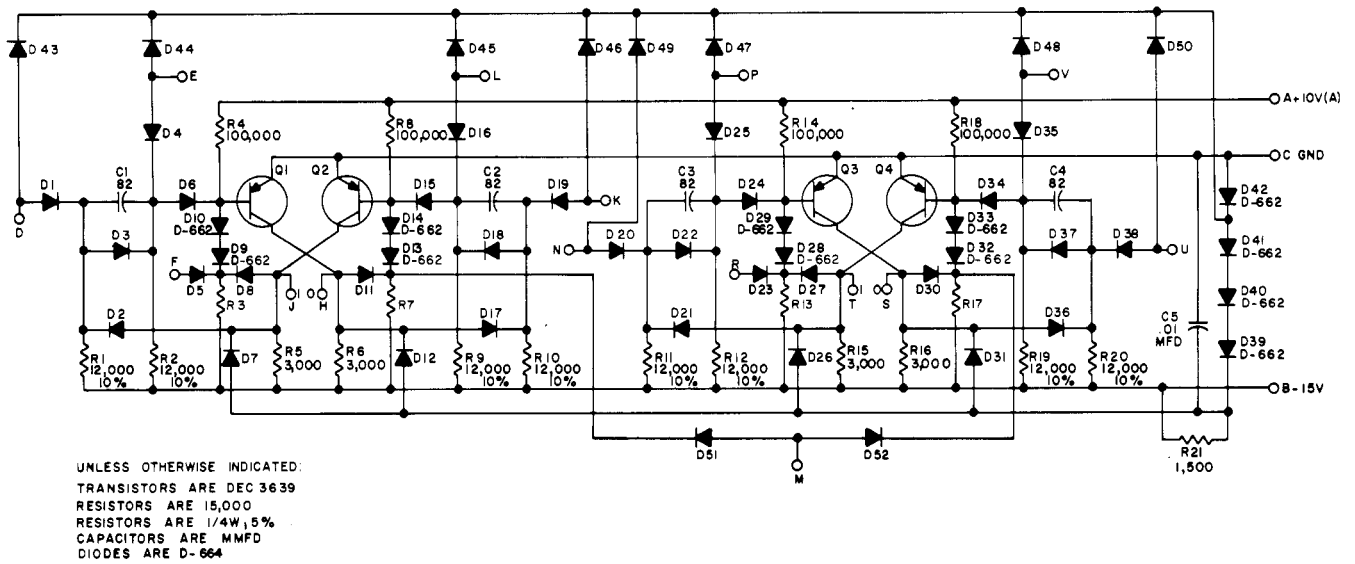 D43
D44
E
D45
L
D46
D49
D47
P
D48
V
D50
A+10V(A)
D4
R4
100,000
R8
100,000
D16
D25
R14
100,000
R18
100,000
D35
C GND
D1
C1
82
D6
Q1
Q2
D15
C2
82
D19
K
C3
82
D24
Q3
Q4
D34
C4
82
D42
D-662
D
D10
D-662
D14
D-662
D29
D-662
D33
D-662
D3
D9
D-662
D13
D-662
D18
N
D20
D22
D28
D-662
D32
D-662
D37
D38
U
D41
D-662
F
D5
D8
R3
1
J
0
H
D11
R7
R
D23
D27
R13
1
T
0
S
D30
R17
D40
D-662
D2
D17
D21
D36
C5
.01
MFD
R1
12,000
10%
R2
12,000
10%
D7
R5
3,000
R6
3,000
D12
R9
12,000
10%
R10
12,000
10%
R11
12,000
10%
R12
12,000
10%
D26
R15
3,000
R16
3,000
D31
R19
12,000
10%
R20
12,000
10%
D39
D-662
B-15V
D51
M
D52
R21
1,500
UNLESS OTHERWISE INDICATED:
TRANSISTORS ARE DEC 3639
RESISTORS ARE 15,000
RESISTORS ARE 1/4W; 5%
CAPACITORS ARE MMFD
DIODES ARE D-664